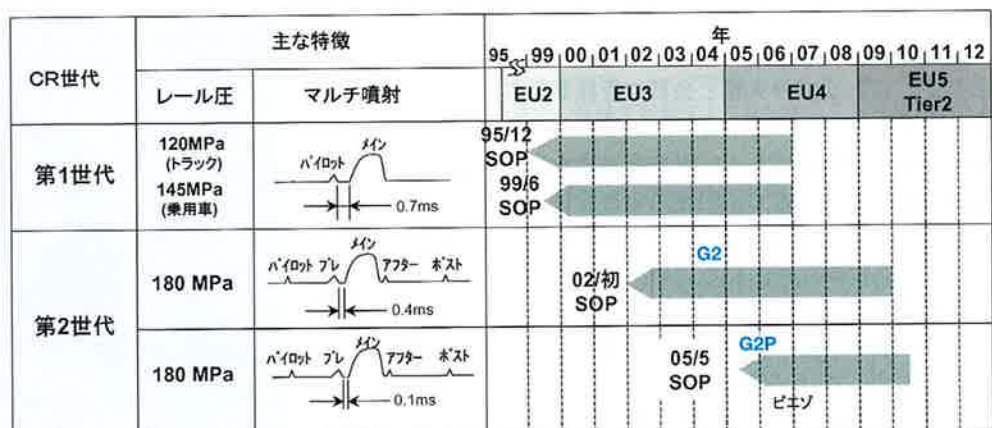 CR世代
主な特徴
年
レール圧
マルチ噴射
95 99 00 01 02 03 04 05 06 07 08 09 10 11 12
EU2
EU3
EU4
EU5
Tier2
第1世代
120MPa
(トラック)
145MPa
(乗用車)
パイロット
メイン
0.7ms
95/12
SOP
99/6
SOP
第2世代
180 MPa
パイロット プレ メイン アフター ポスト
0.4ms
02/初
SOP
G2
180 MPa
パイロット プレ メイン アフター ポスト
0.1ms
05/5
SOP
G2P
ピエゾ